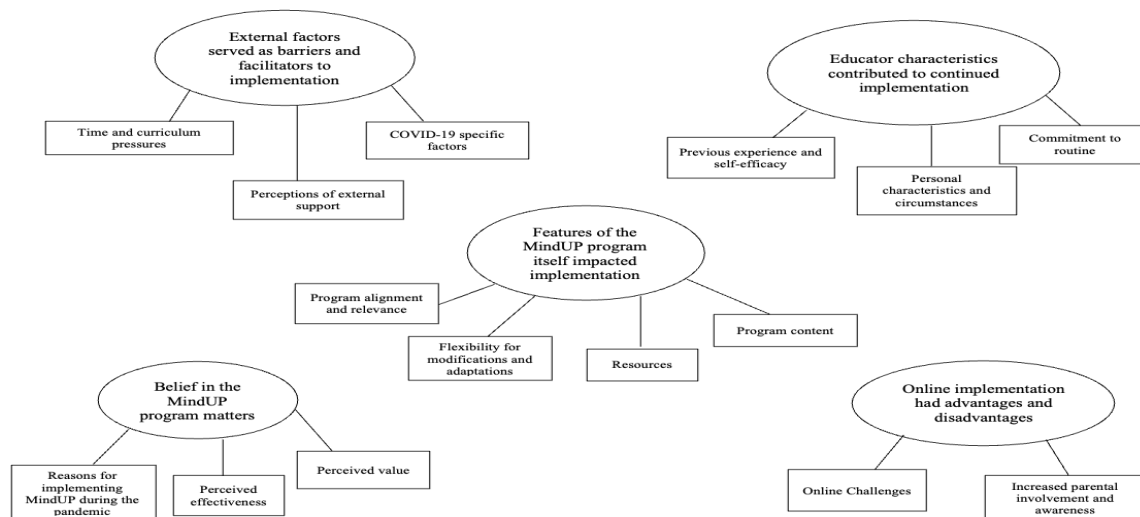 External factors
served as barriers and
facilitators to
implementation
Time and curriculum
pressures
Perceptions of external
support
COVID-19 specific
factors
Educator characteristics
contributed to continued
implementation
Previous experience and
self-efficacy
Personal
characteristics and
circumstances
Commitment to
routine
Features of the
MindUP program
itself impacted
implementation
Program alignment
and relevance
Flexibility for
modifications and
adaptations
Resources
Program content
Belief in the
MindUP
program matters
Reasons for
implementing
MindUP during the
pandemic
Perceived
effectiveness
Perceived value
Online implementation
had advantages and
disadvantages
Online Challenges
Increased parental
involvement and
awareness